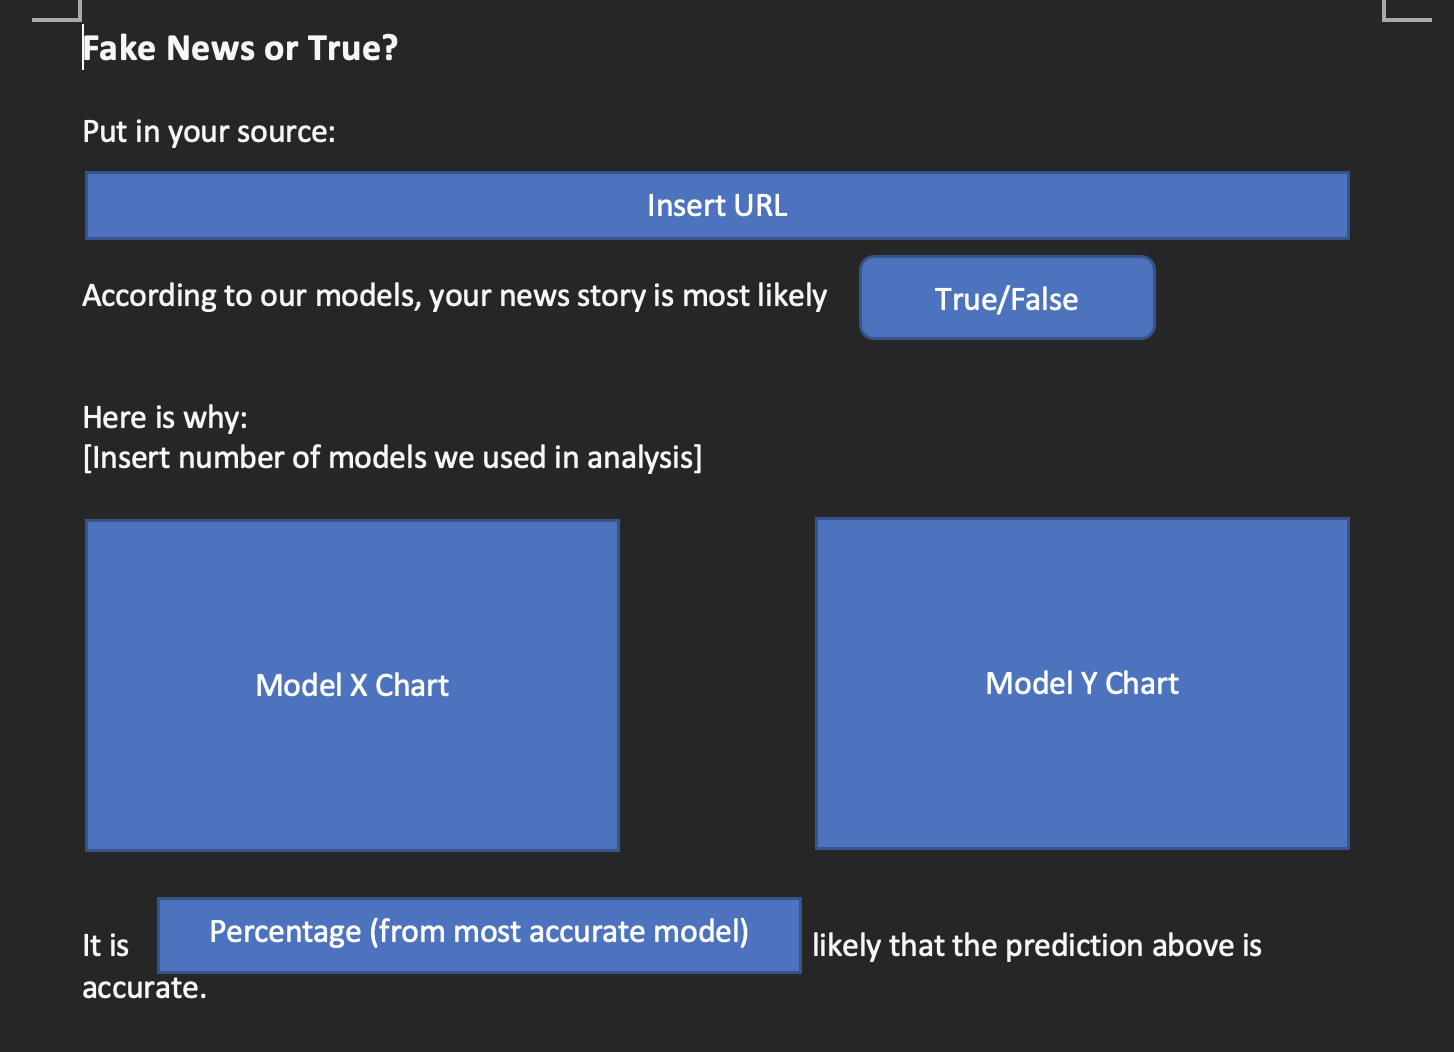 Fake News or True?
Put in your source:
Insert URL
According to our models, your news story is most likely True/False
Here is why:
[Insert number of models we used in analysis]
Model X Chart
Model Y Chart
It is Percentage (from most accurate model) likely that the prediction above is
accurate.